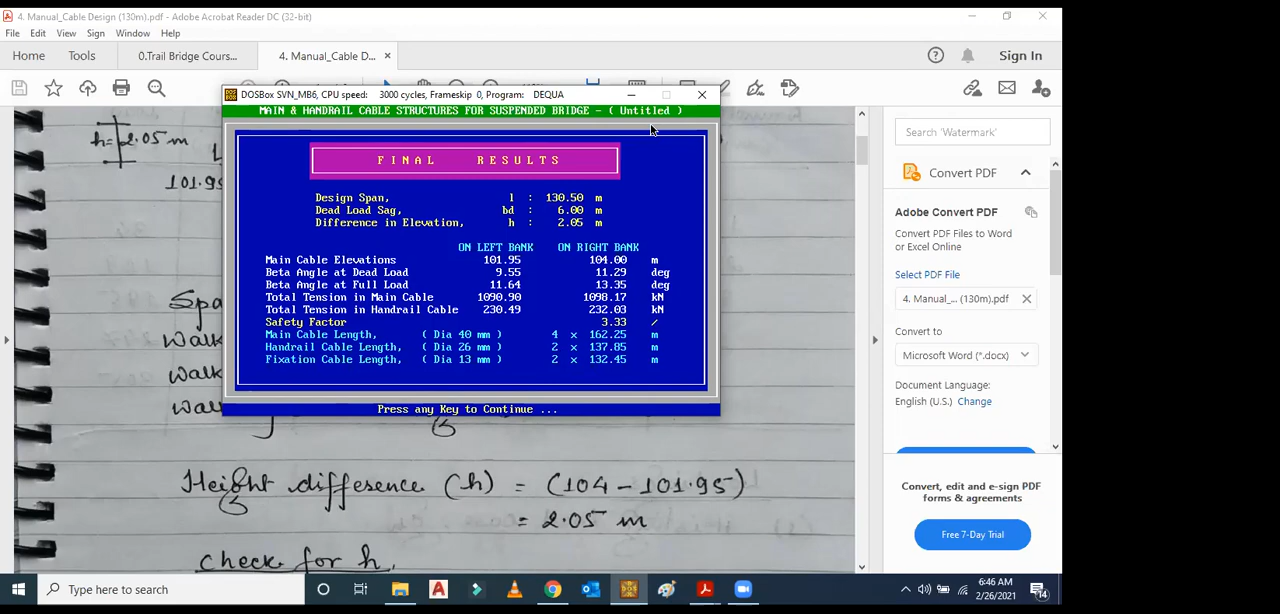 4. Manual_Cable Design (130m).pdf - Adobe Acrobat Reader DC (32-bit)
File Edit View Sign Window Help
Home Tools 0.Trail Bridge Cours... 4. Manual_Cable D... × Sign In
DOSBox SVN_MB6, CPU speed: 3000 cycles, Frameskip 0, Program: DEQUA
MAIN & HANDRAIL CABLE STRUCTURES FOR SUSPENDED BRIDGE - ( Untitled )
FINAL RESULTS
Design Span, l : 130.50 m
Dead Load Sag, bd : 6.00 m
Difference in Elevation, h : 2.05 m
ON LEFT BANK ON RIGHT BANK
Main Cable Elevations 101.95 104.00 m
Beta Angle at Dead Load 9.55 11.29 deg
Beta Angle at Full Load 11.64 13.35 deg
Total Tension in Main Cable 1090.90 1098.17 kN
Total Tension in Handrail Cable 230.49 232.03 kN
Safety Factor 3.33 /
Main Cable Length, ( Dia 40 mm ) 4 x 162.25 m
Handrail Cable Length, ( Dia 26 mm ) 2 x 137.85 m
Fixation Cable Length, ( Dia 13 mm ) 2 x 132.45 m
Press any Key to Continue ...
h= 2.05 m
101.95
Spa
Walk
walk
wal
Height difference (h) = (104 - 101.95)
= 2.05 m
check for h.
Search 'Watermark'
Convert PDF
Adobe Convert PDF
Convert PDF Files to Word
or Excel Online
Select PDF File
4. Manual_... (130m).pdf ×
Convert to
Microsoft Word (*.docx)
Document Language:
English (U.S.) Change
Convert, edit and e-sign PDF
forms & agreements
Free 7-Day Trial
Type here to search
6:46 AM
2/26/2021
14